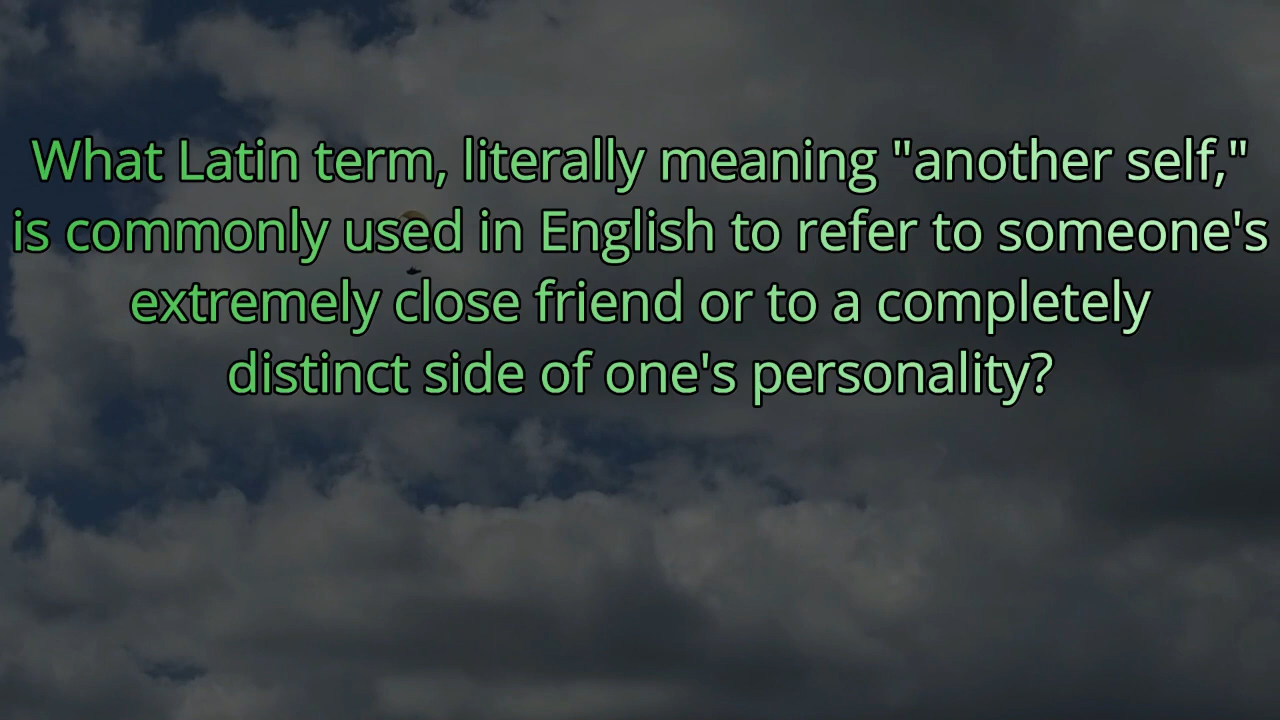 What Latin term, literally meaning "another self,"
is commonly used in English to refer to someone's
extremely close friend or to a completely
distinct side of one's personality?